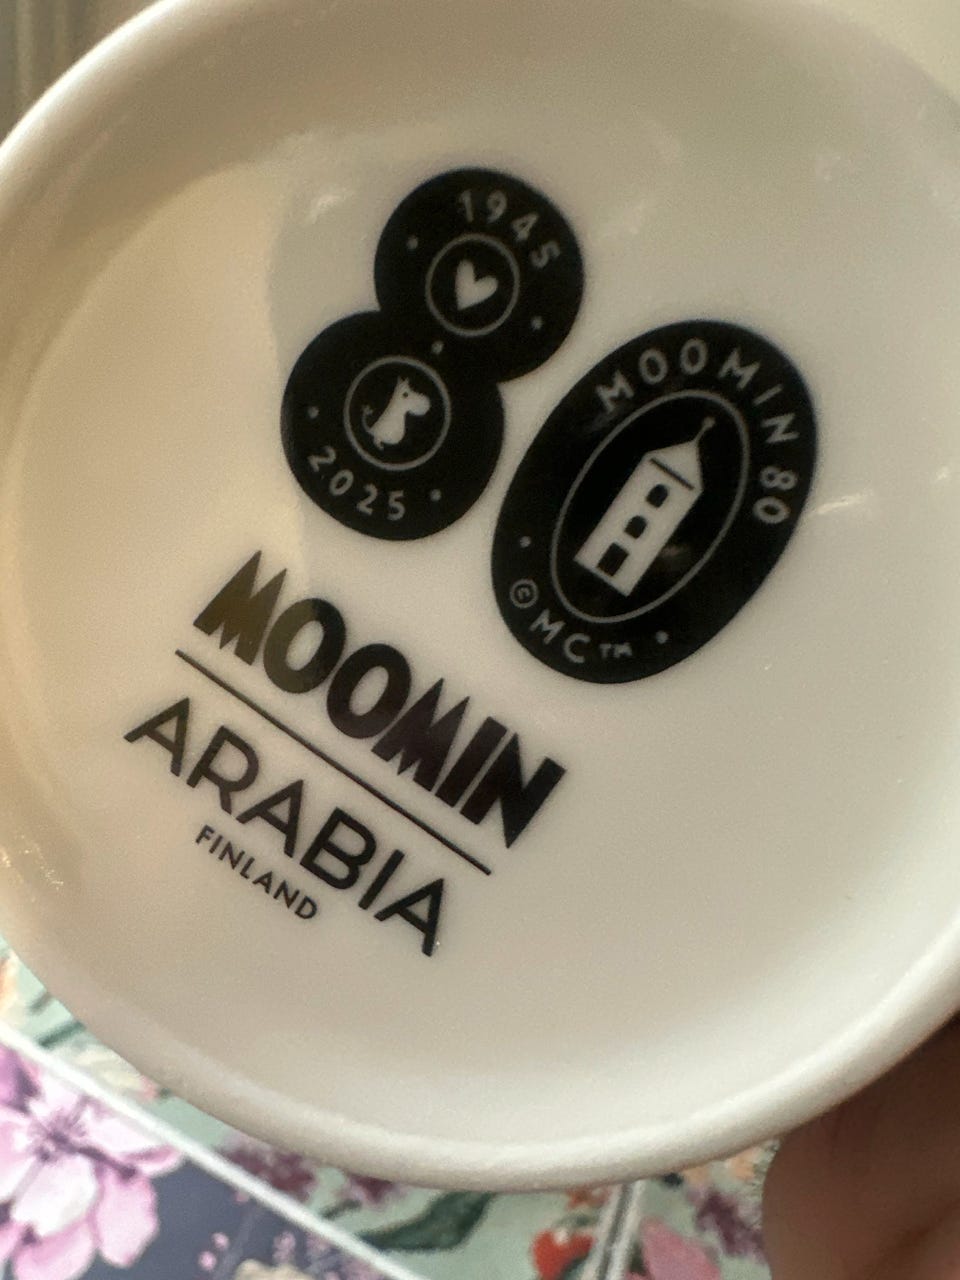 1945
2025
MOOMIN 80
©MC™
MOOMIN
ARABIA
FINLAND